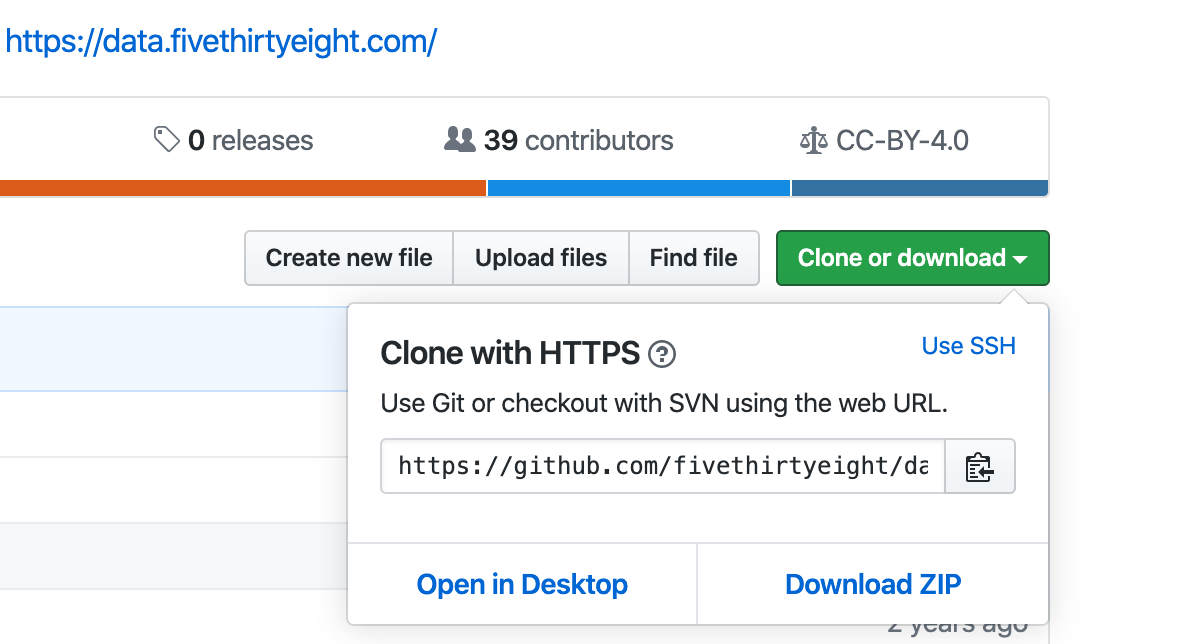 https://data.fivethirtyeight.com/
0 releases 39 contributors CC-BY-4.0
Create new file Upload files Find file Clone or download
Clone with HTTPS ? Use SSH
Use Git or checkout with SVN using the web URL.
https://github.com/fivethirtyeight/da
Open in Desktop Download ZIP
2 years ago